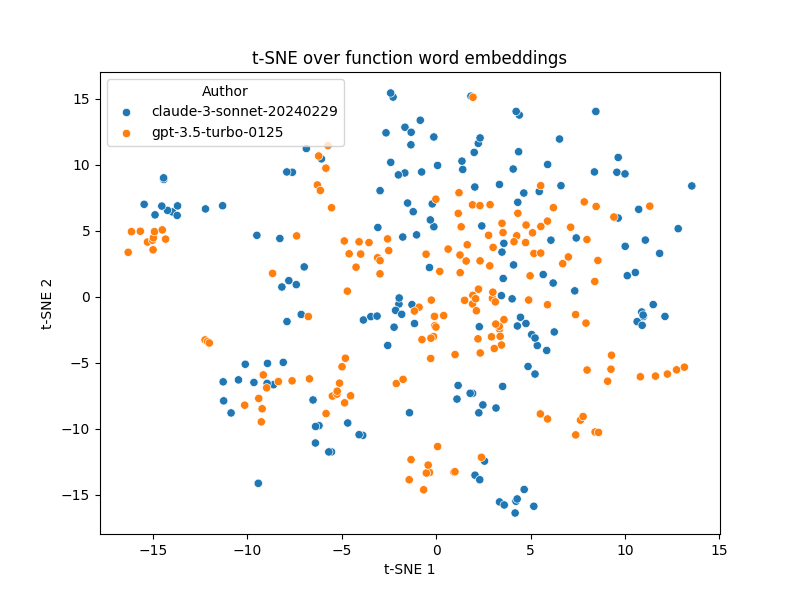 t-SNE over function word embeddings
Author
claude-3-sonnet-20240229
gpt-3.5-turbo-0125
15
10
5
0
−5
−10
−15
t-SNE 2
−15
−10
−5
0
5
10
15
t-SNE 1